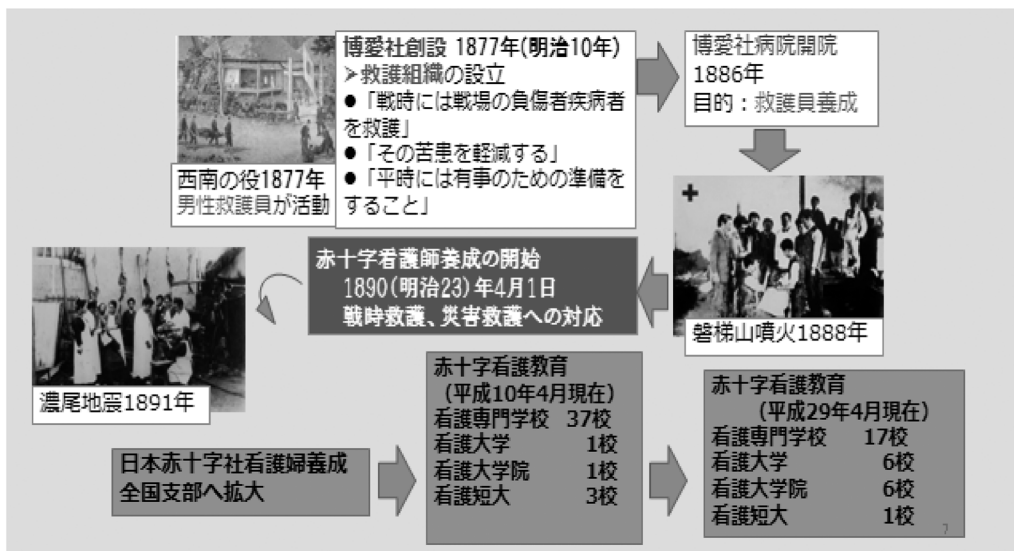 博愛社創設 1877年(明治10年)
➢救護組織の設立
●「戦時には戦場の負傷者疾病者
を救護」
●「その苦患を軽減する」
●「平時には有事のための準備を
すること」
西南の役1877年
男性救護員が活動
博愛社病院開院
1886年
目的：救護員養成
磐梯山噴火1888年
赤十字看護師養成の開始
1890(明治23)年4月1日
戦時救護、災害救護への対応
濃尾地震1891年
日本赤十字社看護婦養成
全国支部へ拡大
赤十字看護教育
(平成10年4月現在)
看護専門学校 37校
看護大学 1校
看護大学院 1校
看護短大 3校
赤十字看護教育
(平成29年4月現在)
看護専門学校 17校
看護大学 6校
看護大学院 6校
看護短大 1校
7